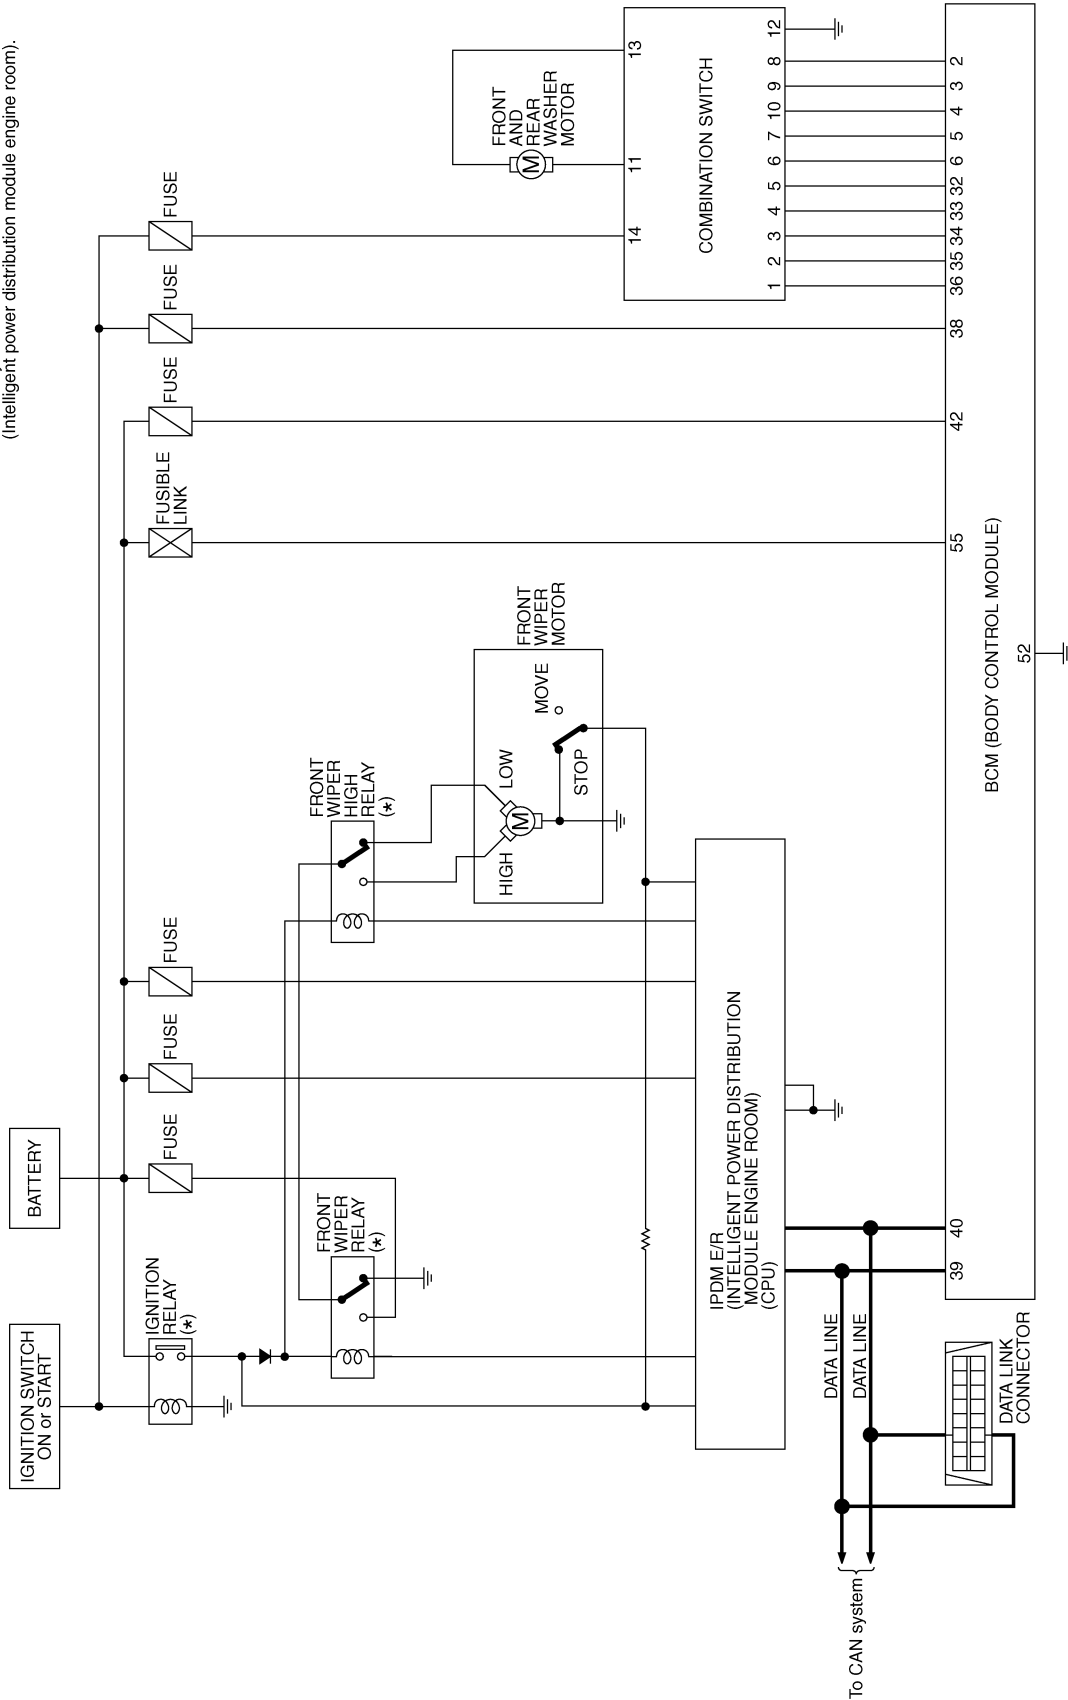 (Intelligent power distribution module engine room).
IGNITION SWITCH
ON or START
BATTERY
IGNITION
RELAY
(*)
FUSE
FUSE
FUSE
FUSIBLE
LINK
FUSE
FUSE
FUSE
FRONT
WIPER
RELAY
(*)
FRONT
WIPER
HIGH
RELAY
(*)
FRONT
WIPER
MOTOR
HIGH
LOW
STOP
MOVE
M
FRONT
AND
REAR
WASHER
MOTOR
M
14
11
13
COMBINATION SWITCH
1
2
3
4
5
6
7
10
9
8
12
IPDM E/R
(INTELLIGENT POWER DISTRIBUTION
MODULE ENGINE ROOM)
(CPU)
DATA LINE
DATA LINE
To CAN system
DATA LINK
CONNECTOR
39
40
55
42
38
36
35
34
33
32
6
5
4
3
2
BCM (BODY CONTROL MODULE)
52